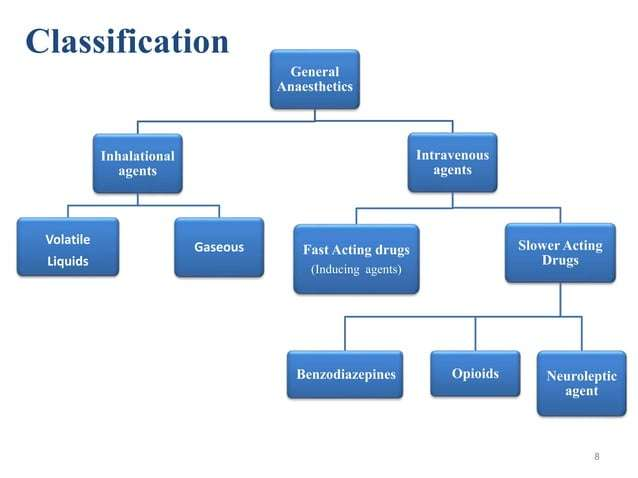 Classification
General
Anaesthetics
Inhalational
agents
Intravenous
agents
Volatile
Liquids
Gaseous
Fast Acting drugs
(Inducing agents)
Slower Acting
Drugs
Benzodiazepines
Opioids
Neuroleptic
agent
8